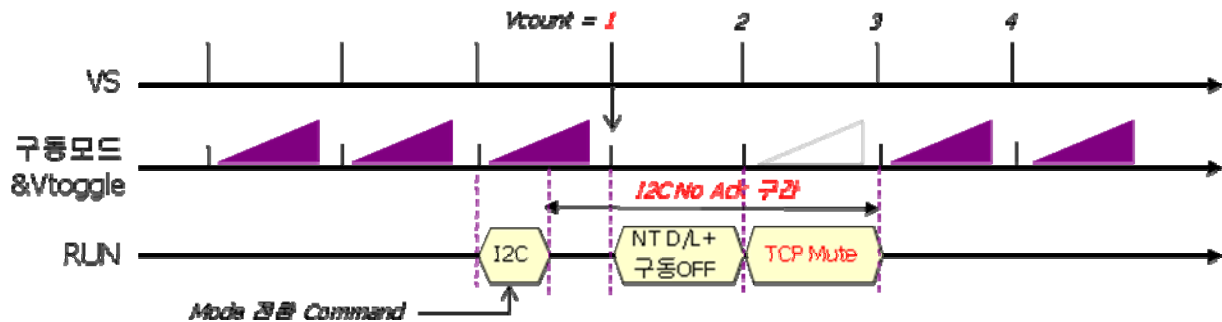 Vcount = 1 2 3 4
VS
구동모드
&Vtoggle
I2C No Ack 구간
RUN
I2C
NT D/L+
구동OFF
TCP Mute
Mode 전환 Command